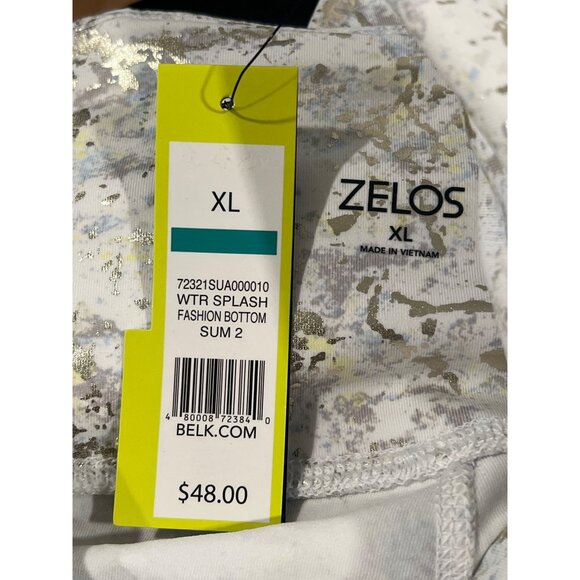 XL
72321SUA000010
WTR SPLASH
FASHION BOTTOM
SUM 2
4 80008 72384 0
BELK.COM
$48.00
ZELOS
XL
MADE IN VIETNAM